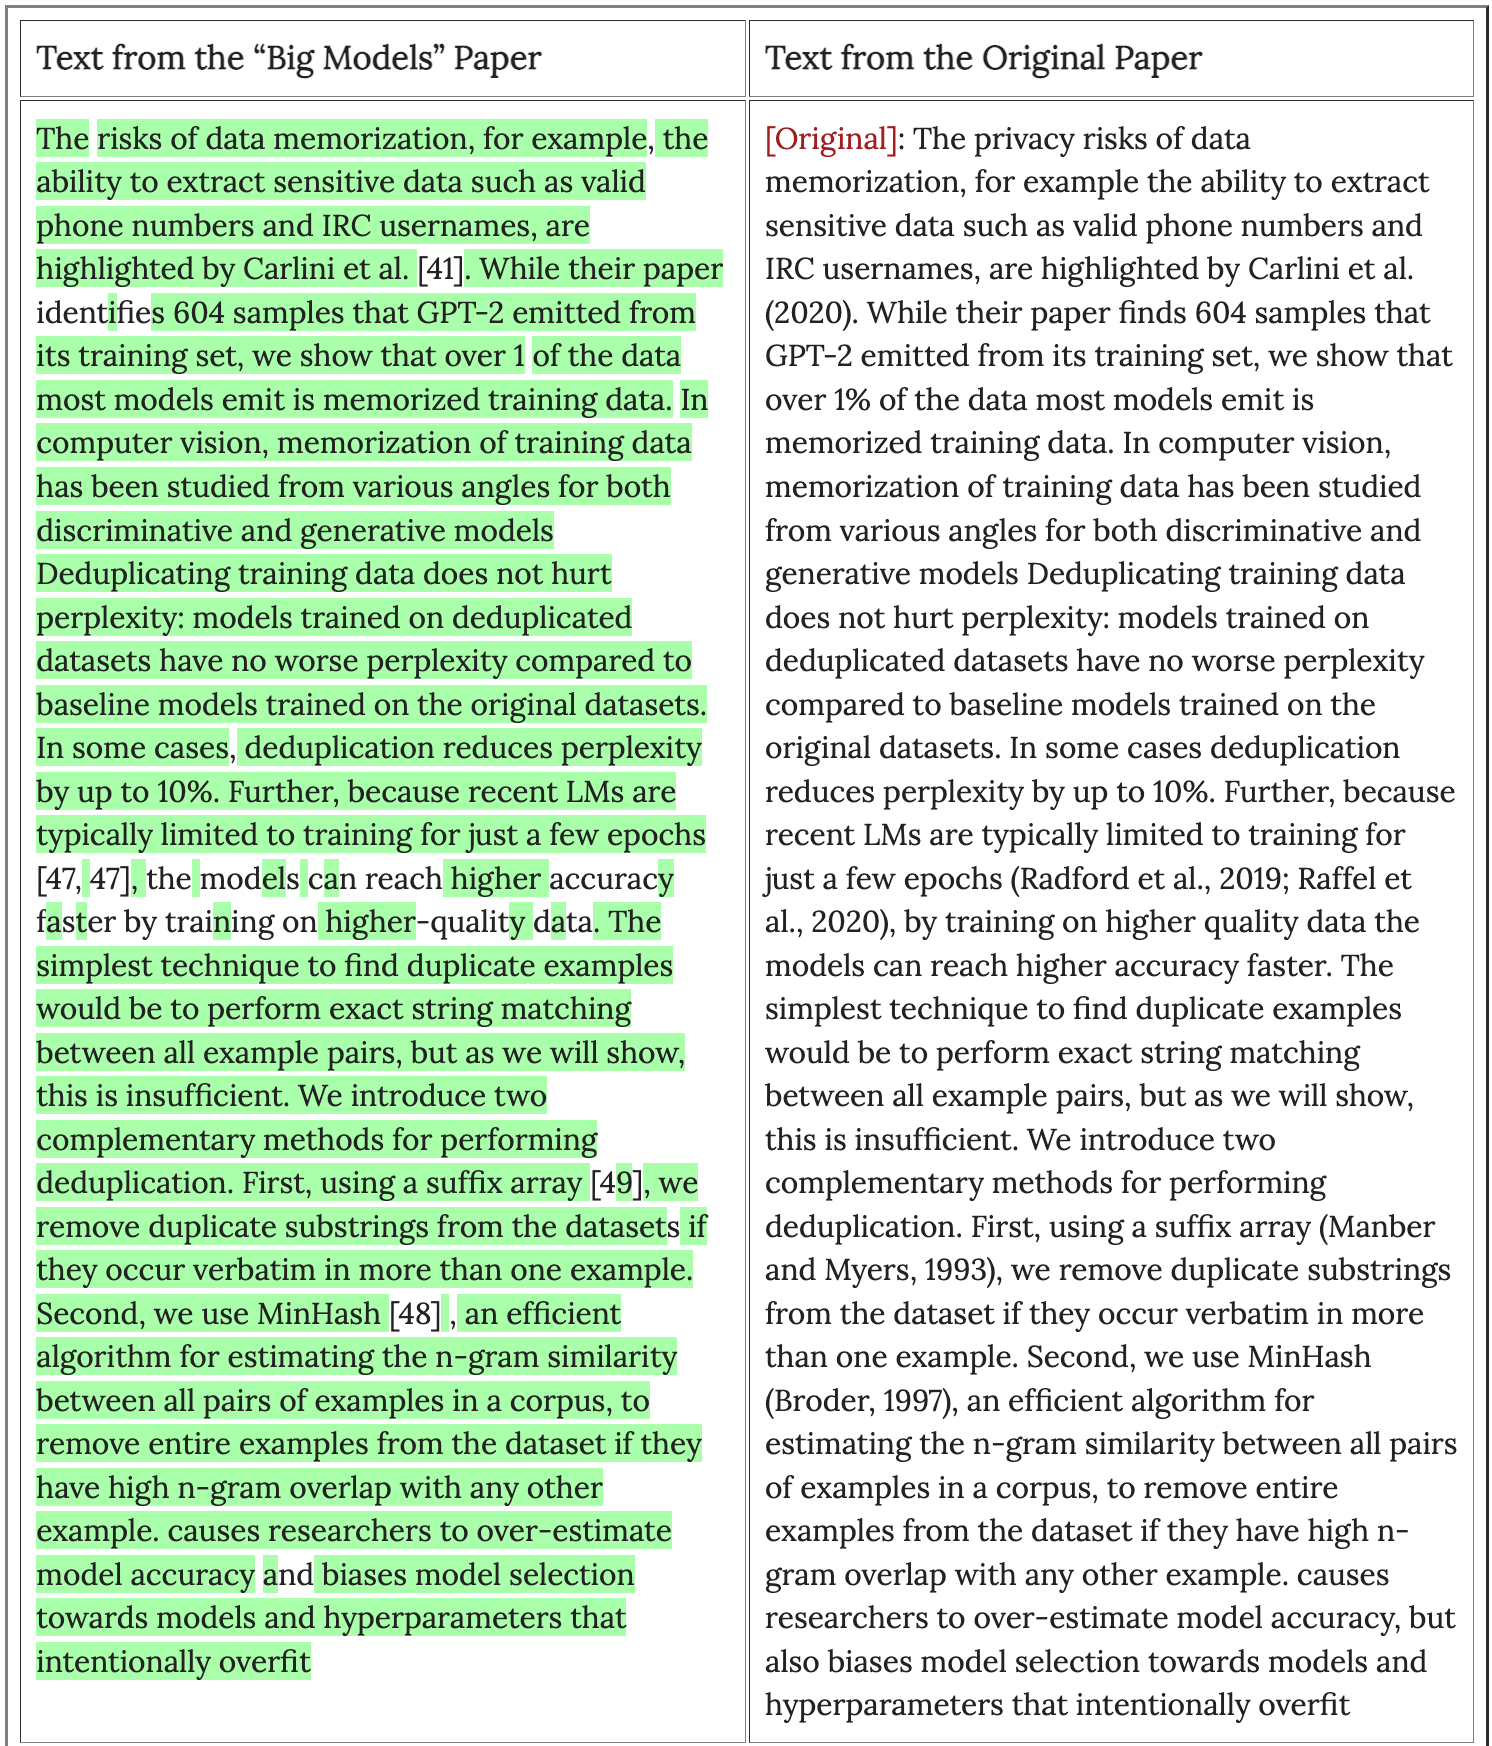 Text from the “Big Models” Paper
The risks of data memorization, for example, the
ability to extract sensitive data such as valid
phone numbers and IRC usernames, are
highlighted by Carlini et al. [41]. While their paper
identifies 604 samples that GPT-2 emitted from
its training set, we show that over 1 of the data
most models emit is memorized training data. In
computer vision, memorization of training data
has been studied from various angles for both
discriminative and generative models
Deduplicating training data does not hurt
perplexity: models trained on deduplicated
datasets have no worse perplexity compared to
baseline models trained on the original datasets.
In some cases, deduplication reduces perplexity
by up to 10%. Further, because recent LMs are
typically limited to training for just a few epochs
[47, 47], the models can reach higher accuracy
faster by training on higher-quality data. The
simplest technique to find duplicate examples
would be to perform exact string matching
between all example pairs, but as we will show,
this is insufficient. We introduce two
complementary methods for performing
deduplication. First, using a suffix array [49], we
remove duplicate substrings from the datasets if
they occur verbatim in more than one example.
Second, we use MinHash [48] , an efficient
algorithm for estimating the n-gram similarity
between all pairs of examples in a corpus, to
remove entire examples from the dataset if they
have high n-gram overlap with any other
example. causes researchers to over-estimate
model accuracy and biases model selection
towards models and hyperparameters that
intentionally overfit
Text from the Original Paper
[Original]: The privacy risks of data
memorization, for example the ability to extract
sensitive data such as valid phone numbers and
IRC usernames, are highlighted by Carlini et al.
(2020). While their paper finds 604 samples that
GPT-2 emitted from its training set, we show that
over 1% of the data most models emit is
memorized training data. In computer vision,
memorization of training data has been studied
from various angles for both discriminative and
generative models Deduplicating training data
does not hurt perplexity: models trained on
deduplicated datasets have no worse perplexity
compared to baseline models trained on the
original datasets. In some cases deduplication
reduces perplexity by up to 10%. Further, because
recent LMs are typically limited to training for
just a few epochs (Radford et al., 2019; Raffel et
al., 2020), by training on higher quality data the
models can reach higher accuracy faster. The
simplest technique to find duplicate examples
would be to perform exact string matching
between all example pairs, but as we will show,
this is insufficient. We introduce two
complementary methods for performing
deduplication. First, using a suffix array (Manber
and Myers, 1993), we remove duplicate substrings
from the dataset if they occur verbatim in more
than one example. Second, we use MinHash
(Broder, 1997), an efficient algorithm for
estimating the n-gram similarity between all pairs
of examples in a corpus, to remove entire
examples from the dataset if they have high n-
gram overlap with any other example. causes
researchers to over-estimate model accuracy, but
also biases model selection towards models and
hyperparameters that intentionally overfit